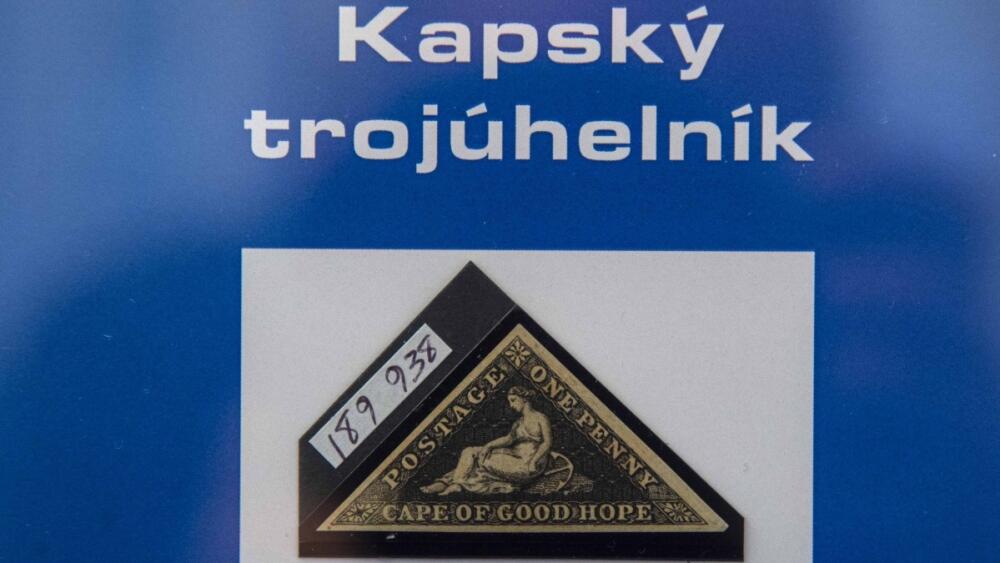 Kapský
trojúhelník
189 938
POSTAGE
ONE PENNY
CAPE OF GOOD HOPE